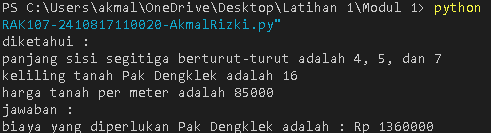 PS C:\Users\akmal\OneDrive\Desktop\Latihan 1\Modul 1> python
RAK107-2410817110020-AkmalRizki.py"
diketahui :
panjang sisi segitiga berturut-turut adalah 4, 5, dan 7
keliling tanah Pak Dengklek adalah 16
harga tanah per meter adalah 85000
jawaban :
biaya yang diperlukan Pak Dengklek adalah : Rp 1360000